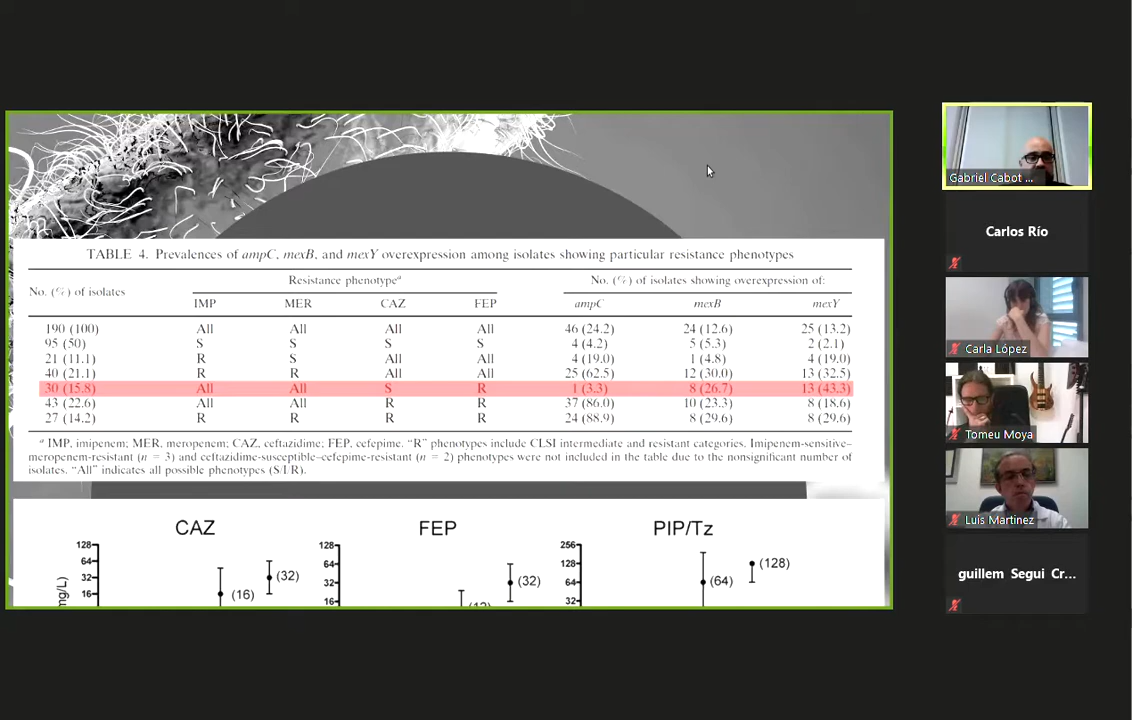 TABLE 4. Prevalences of ampC, mexB, and mexY overexpression among isolates showing particular resistance phenotypes
No. (%) of isolates
Resistance phenotypeᵃ
No. (%) of isolates showing overexpression of:
IMP MER CAZ FEP ampC mexB mexY
190 (100) All All All All 46 (24.2) 24 (12.6) 25 (13.2)
95 (50) S S S S 4 (4.2) 5 (5.3) 2 (2.1)
21 (11.1) R S All All 4 (19.0) 1 (4.8) 4 (19.0)
40 (21.1) R R All All 25 (62.5) 12 (30.0) 13 (32.5)
30 (15.8) All All S R 1 (3.3) 8 (26.7) 13 (43.3)
43 (22.6) All All R R 37 (86.0) 10 (23.3) 8 (18.6)
27 (14.2) R R R R 24 (88.9) 8 (29.6) 8 (29.6)
ᵃ IMP, imipenem; MER, meropenem; CAZ, ceftazidime; FEP, cefepime. “R” phenotypes include CLSI intermediate and resistant categories. Imipenem-sensitive–
meropenem-resistant (n = 3) and ceftazidime-susceptible–cefepime-resistant (n = 2) phenotypes were not included in the table due to the nonsignificant number of
isolates. “All” indicates all possible phenotypes (S/I/R).
CAZ FEP PIP/Tz
128 128 256
64 64 128 (128)
32 (32) 32 (32) 64 (64)
16 (16) 16 32
mg/L)
Gabriel Cabot ...
Carlos Río
Carla López
Tomeu Moya
Luis Martinez
guillem Segui Cr...